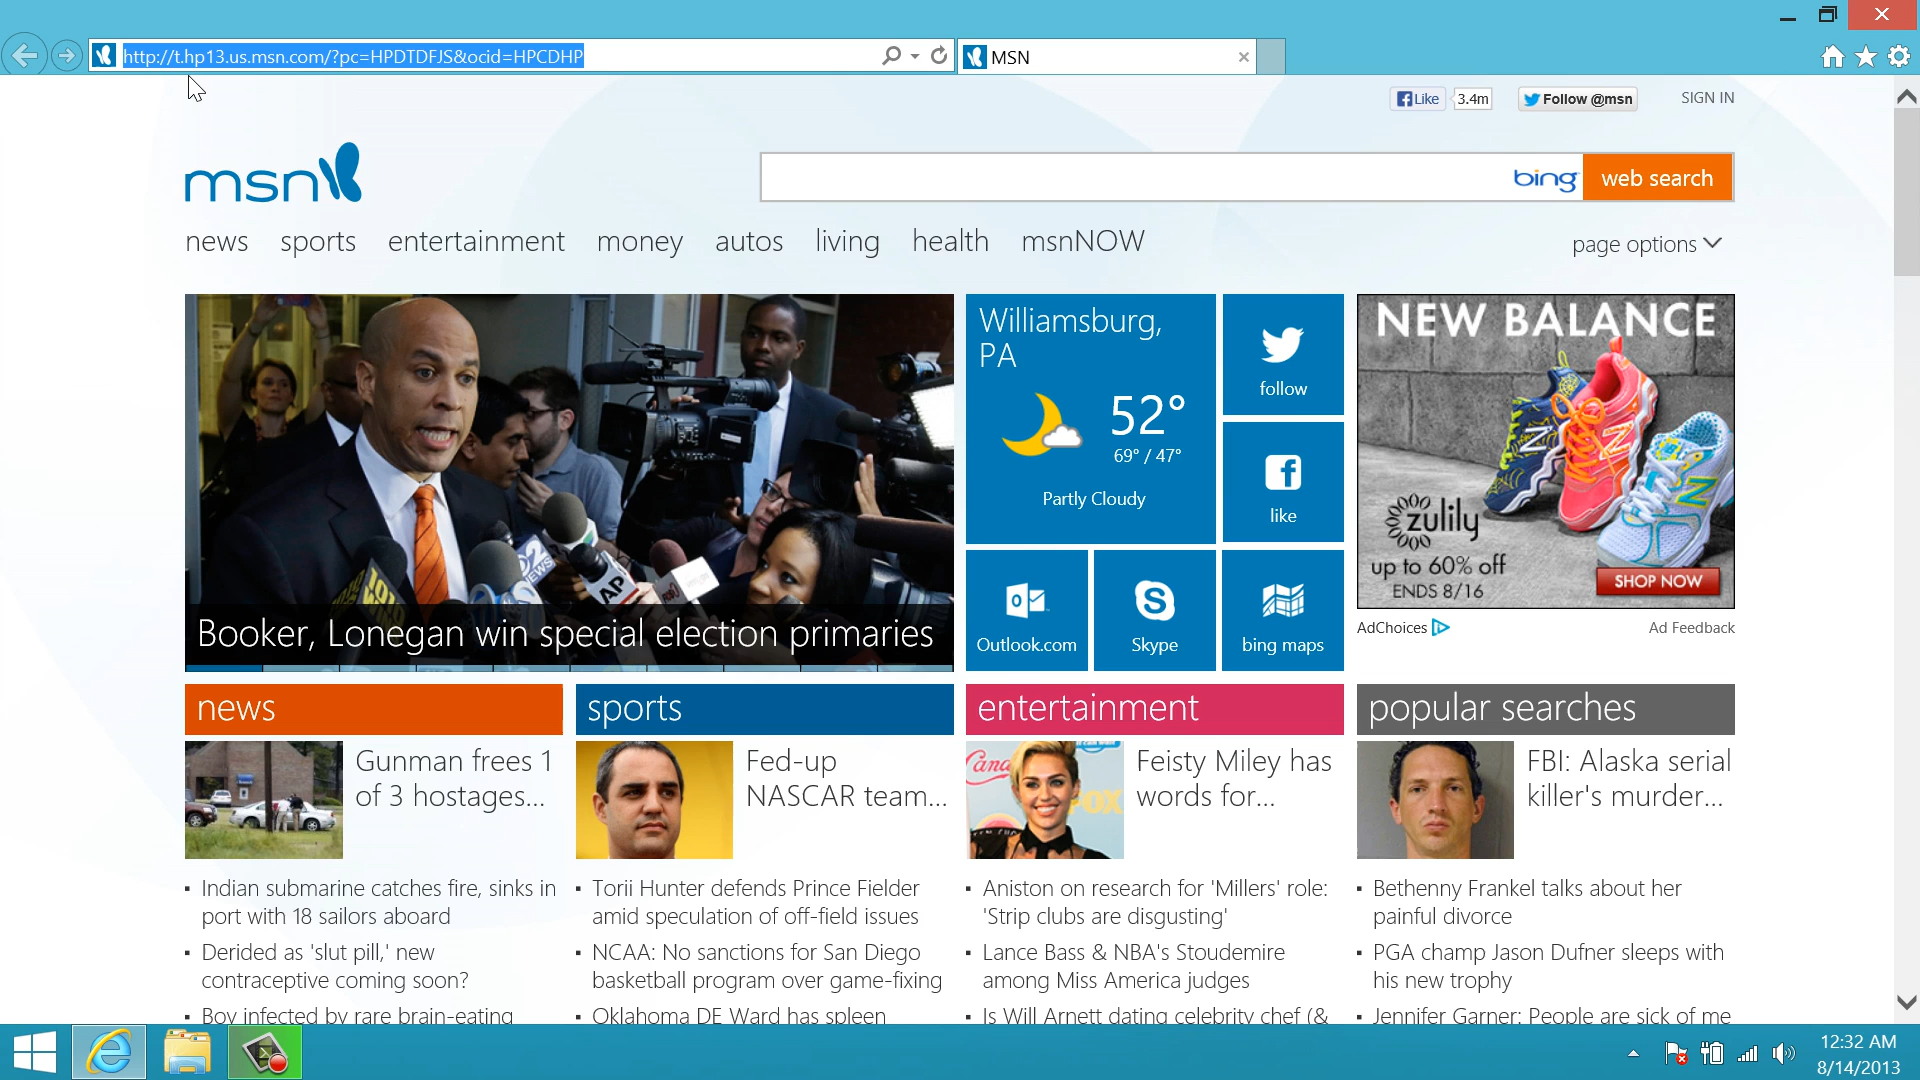 http://t.hp13.us.msn.com/?pc=HPDTDFJS&ocid=HPCDHP
MSN
Like
3.4m
Follow @msn
SIGN IN
msn
bing
web search
news
sports
entertainment
money
autos
living
health
msnNOW
page options
Booker, Lonegan win special election primaries
AP
2
NEWS
Williamsburg,
PA
52°
69° / 47°
Partly Cloudy
follow
like
Outlook.com
Skype
bing maps
NEW BALANCE
zulily
up to 60% off
ENDS 8/16
SHOP NOW
AdChoices
Ad Feedback
news
Gunman frees 1
of 3 hostages...
Indian submarine catches fire, sinks in
port with 18 sailors aboard
Derided as 'slut pill,' new
contraceptive coming soon?
Boy infected by rare brain-eating
sports
Fed-up
NASCAR team...
Torii Hunter defends Prince Fielder
amid speculation of off-field issues
NCAA: No sanctions for San Diego
basketball program over game-fixing
Oklahoma DE Ward has spleen
entertainment
Feisty Miley has
words for...
Aniston on research for 'Millers' role:
'Strip clubs are disgusting'
Lance Bass & NBA's Stoudemire
among Miss America judges
Is Will Arnett dating celebrity chef (&
popular searches
FBI: Alaska serial
killer's murder...
Bethenny Frankel talks about her
painful divorce
PGA champ Jason Dufner sleeps with
his new trophy
Jennifer Garner: People are sick of me
12:32 AM
8/14/2013